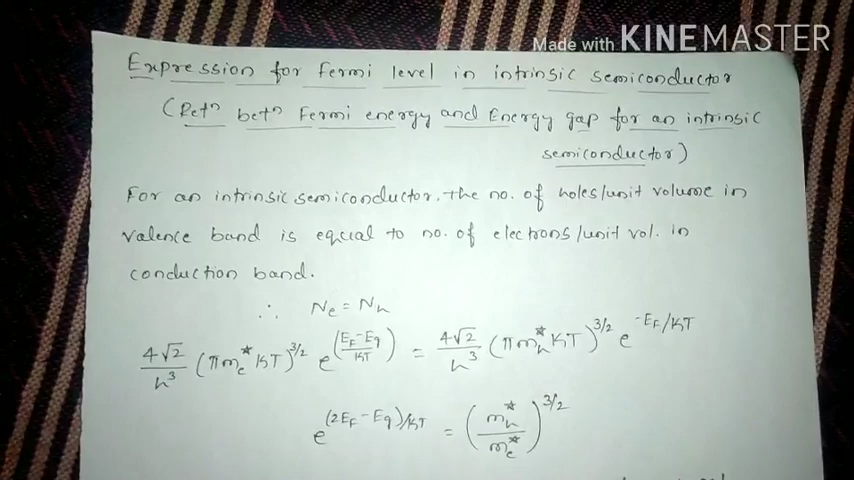 Made with KINEMASTER
Expression for Fermi level in intrinsic semiconductor
(Retn betn Fermi energy and Energy gap for an intrinsic
semiconductor)
For an intrinsic semiconductor, the no. of holes/unit volume in
valence band is equal to no. of electrons/unit vol. in
conduction band.
∴ Ne = Nh
4√2/h³ (πme* KT)^3/2 e^((EF-Eg)/KT) = 4√2/h³ (πmh* KT)^3/2 e^-EF/KT
e^(2EF-Eg)/KT = (mh*/me*)^3/2